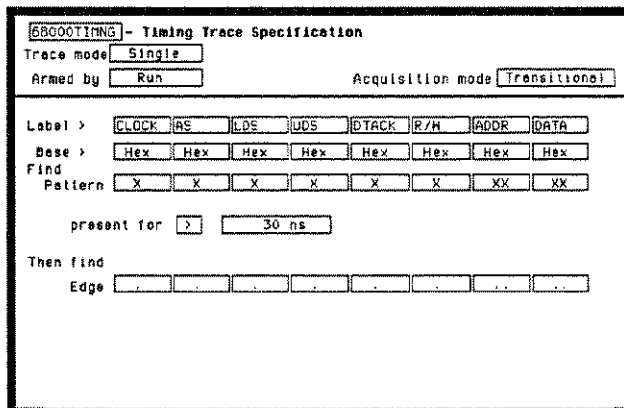 68000TIMNG - Timing Trace Specification
Trace mode Single
Armed by Run Acquisition mode Transitional
Label > CLOCK AS LDS UDS DTACK R/W ADDR DATA
Base > Hex Hex Hex Hex Hex Hex Hex Hex
Find
Pattern X X X X X X XX XX
present for > 30 ns
Then find
Edge . . . . . . .. ..